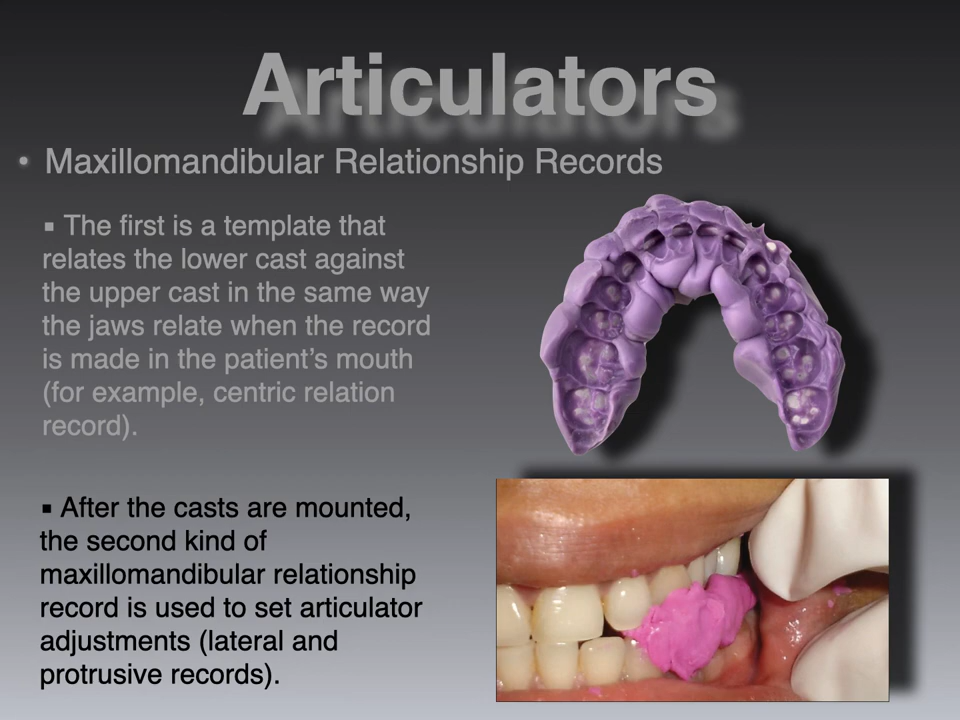 Articulators
• Maxillomandibular Relationship Records
▪ The first is a template that
relates the lower cast against
the upper cast in the same way
the jaws relate when the record
is made in the patient’s mouth
(for example, centric relation
record).
▪ After the casts are mounted,
the second kind of
maxillomandibular relationship
record is used to set articulator
adjustments (lateral and
protrusive records).